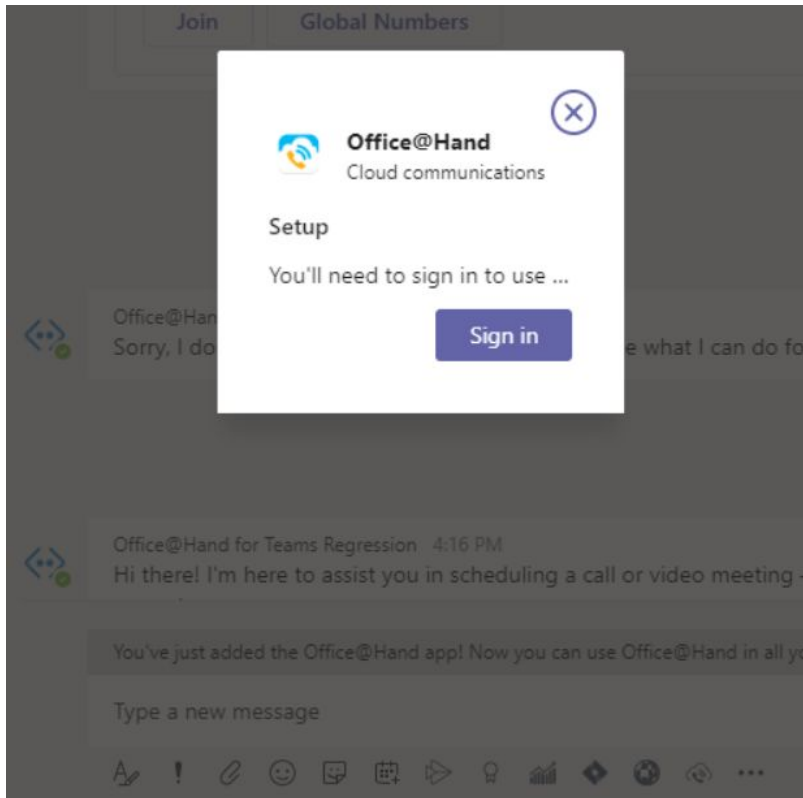 Join Global Numbers
Office@Hand
Cloud communications
Setup
You'll need to sign in to use ...
Sign in
Office@Han
Sorry, I do e what I can do fo
Office@Hand for Teams Regression 4:16 PM
Hi there! I'm here to assist you in scheduling a call or video meeting -
You've just added the Office@Hand app! Now you can use Office@Hand in all yo
Type a new message